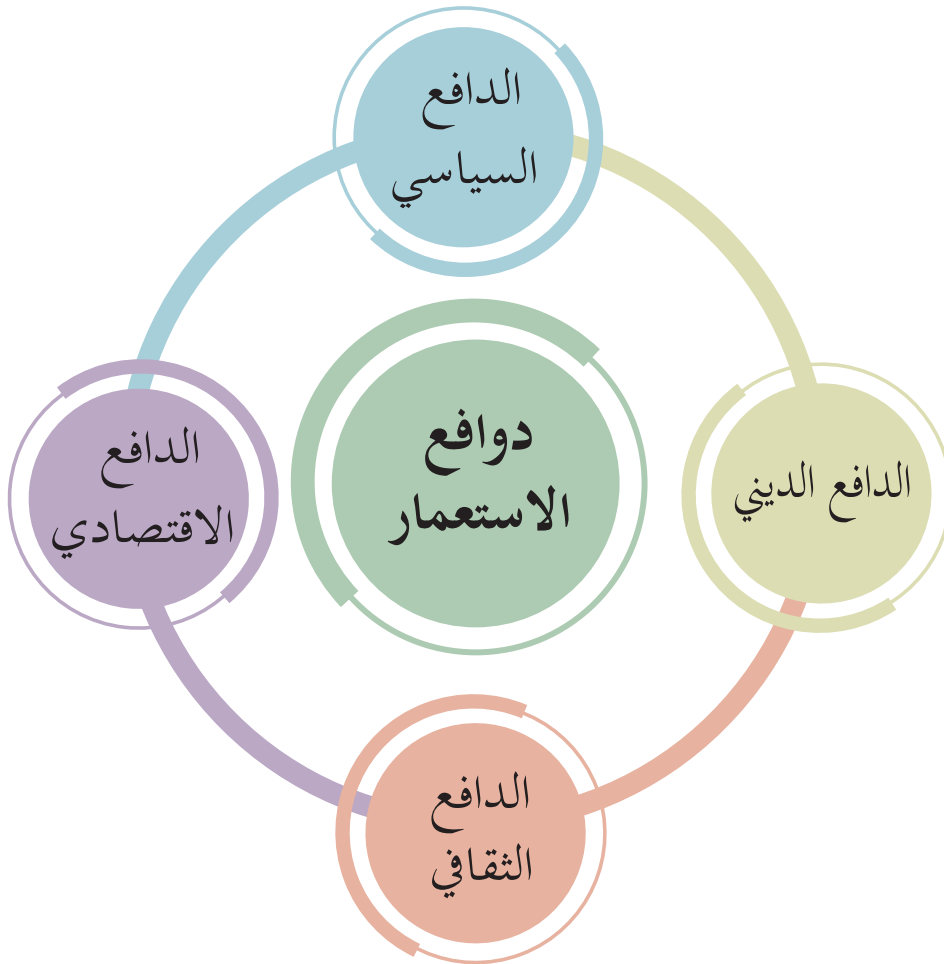 الدافع
السياسي
دوافع
الاستعمار
الدافع الديني
الدافع
الاقتصادي
الدافع
الثقافي